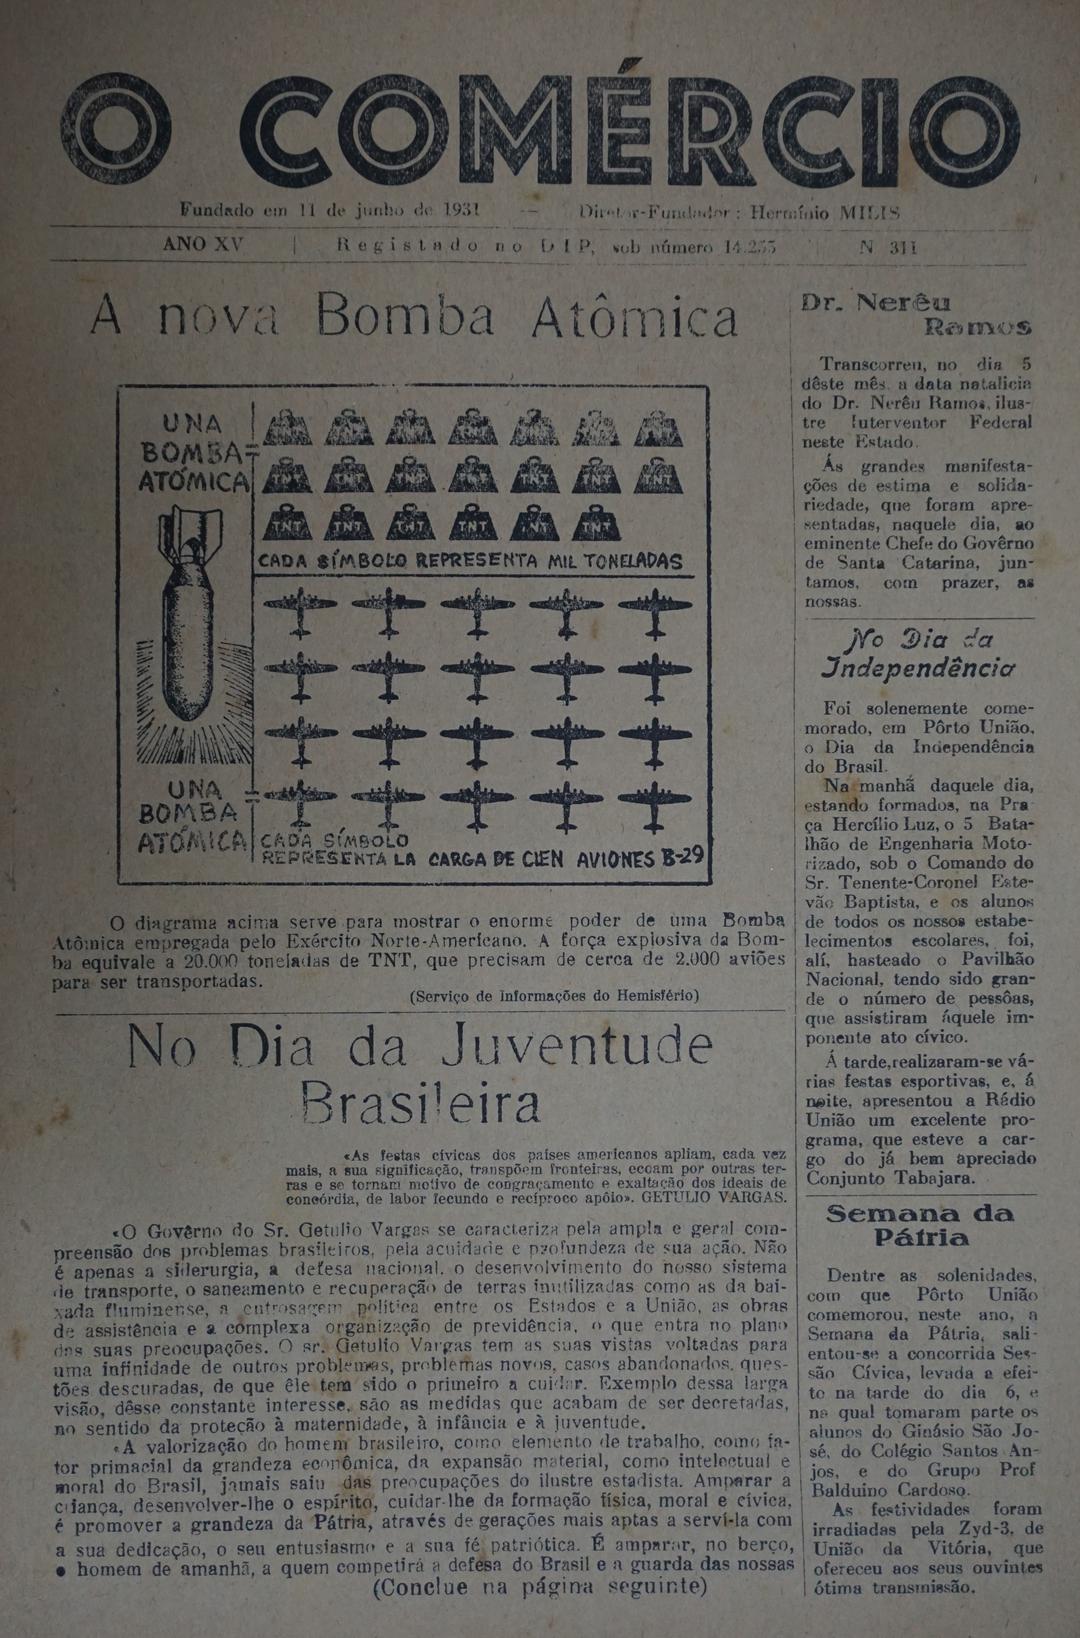 O COMÉRCIO
Fundado em 11 de junho de 1931 — Diretor-Fundador: Hermínio MILIS
ANO XV | Registado no DIP, sob número 14.255 N 311
A nova Bomba Atômica
UNA
BOMBA =
ATÓMICA
TNT TNT TNT TNT TNT TNT
TNT TNT TNT TNT TNT TNT
CADA SÍMBOLO REPRESENTA MIL TONELADAS
UNA =
BOMBA
ATÓMICA
CADA SÍMBOLO
REPRESENTA LA CARGA DE CIEN AVIONES B-29
O diagrama acima serve para mostrar o enorme poder de uma Bomba
Atômica empregada pelo Exército Norte-Americano. A força explosiva da Bom-
ba equivale a 20.000 toneladas de TNT, que precisam de cerca de 2.000 aviões
para ser transportadas.
(Serviço de Informações do Hemisfério)
No Dia da Juventude
Brasileira
«As festas cívicas dos países americanos apliam, cada vez
mais, a sua significação, transpõem fronteiras, ecoam por outras ter-
ras e se tornam motivo de congraçamento e exaltação dos ideais de
concórdia, de labor fecundo e recíproco apôio». GETULIO VARGAS.
«O Govêrno do Sr. Getulio Vargas se caracteriza pela ampla e geral com-
preensão dos problemas brasileiros, pela acuidade e profundeza de sua ação. Não
é apenas a siderurgia, a defesa nacional, o desenvolvimento do nosso sistema
de transporte, o saneamento e recuperação de terras inutilizadas como as da bai-
xada fluminense, a entrosagem política entre os Estados e a União, as obras
de assistência e a complexa organização de previdência, o que entra no plano
das suas preocupações. O sr. Getulio Vargas tem as suas vistas voltadas para
uma infinidade de outros problemas, problemas novos, casos abandonados, ques-
tões descuradas, de que êle tem sido o primeiro a cuidar. Exemplo dessa larga
visão, dêsse constante interesse, são as medidas que acabam de ser decretadas,
no sentido da proteção à maternidade, à infância e à juventude.
«A valorização do homem brasileiro, como elemento de trabalho, como fa-
tor primacial da grandeza econômica, da expansão material, como intelectual e
moral do Brasil, jamais saiu das preocupações do ilustre estadista. Amparar a
criança, desenvolver-lhe o espírito, cuidar-lhe da formação física, moral e cívica,
é promover a grandeza da Pátria, através de gerações mais aptas a serví-la com
a sua dedicação, o seu entusiasmo e a sua fé patriótica. É amparar, no berço,
o homem de amanhã, a quem competirá a defesa do Brasil e a guarda das nossas
(Conclue na página seguinte)
Dr. Nerêu
Ramos
Transcorreu, no dia 5
dêste mês, a data natalicia
do Dr. Nerêu Ramos, ilus-
tre Interventor Federal
neste Estado.
Ás grandes manifesta-
ções de estima e solida-
riedade, que foram apre-
sentadas, naquele dia, ao
eminente Chefe do Govêrno
de Santa Catarina, jun-
tamos, com prazer, as
nossas.
No Dia da
Independência
Foi solenemente come-
morado, em Pôrto União,
o Dia da Independência
do Brasil.
Na manhã daquele dia,
estando formados, na Pra-
ça Hercílio Luz, o 5 Bata-
lhão de Engenharia Moto-
rizado, sob o Comando do
Sr. Tenente-Coronel Este-
vão Baptista, e os alunos
de todos os nossos estabe-
lecimentos escolares, foi,
alí, hasteado o Pavilhão
Nacional, tendo sido gran-
de o número de pessôas,
que assistiram áquele im-
ponente ato cívico.
Á tarde, realizaram-se vá-
rias festas esportivas, e, á
noite, apresentou a Rádio
União um excelente pro-
grama, que esteve a car-
go do já bem apreciado
Conjunto Tabajara.
Semana da
Pátria
Dentre as solenidades,
com que Pôrto União
comemorou, neste ano, a
Semana da Pátria, sali-
entou-se a concorrida Ses-
são Cívica, levada a efei-
to na tarde do dia 6, e
na qual tomaram parte os
alunos do Ginásio São Jo-
sé, do Colégio Santos An-
jos, e do Grupo Prof
Balduino Cardoso.
As festividades foram
irradiadas pela Zyd-3, de
União da Vitória, que
ofereceu aos seus ouvintes
ótima transmissão.